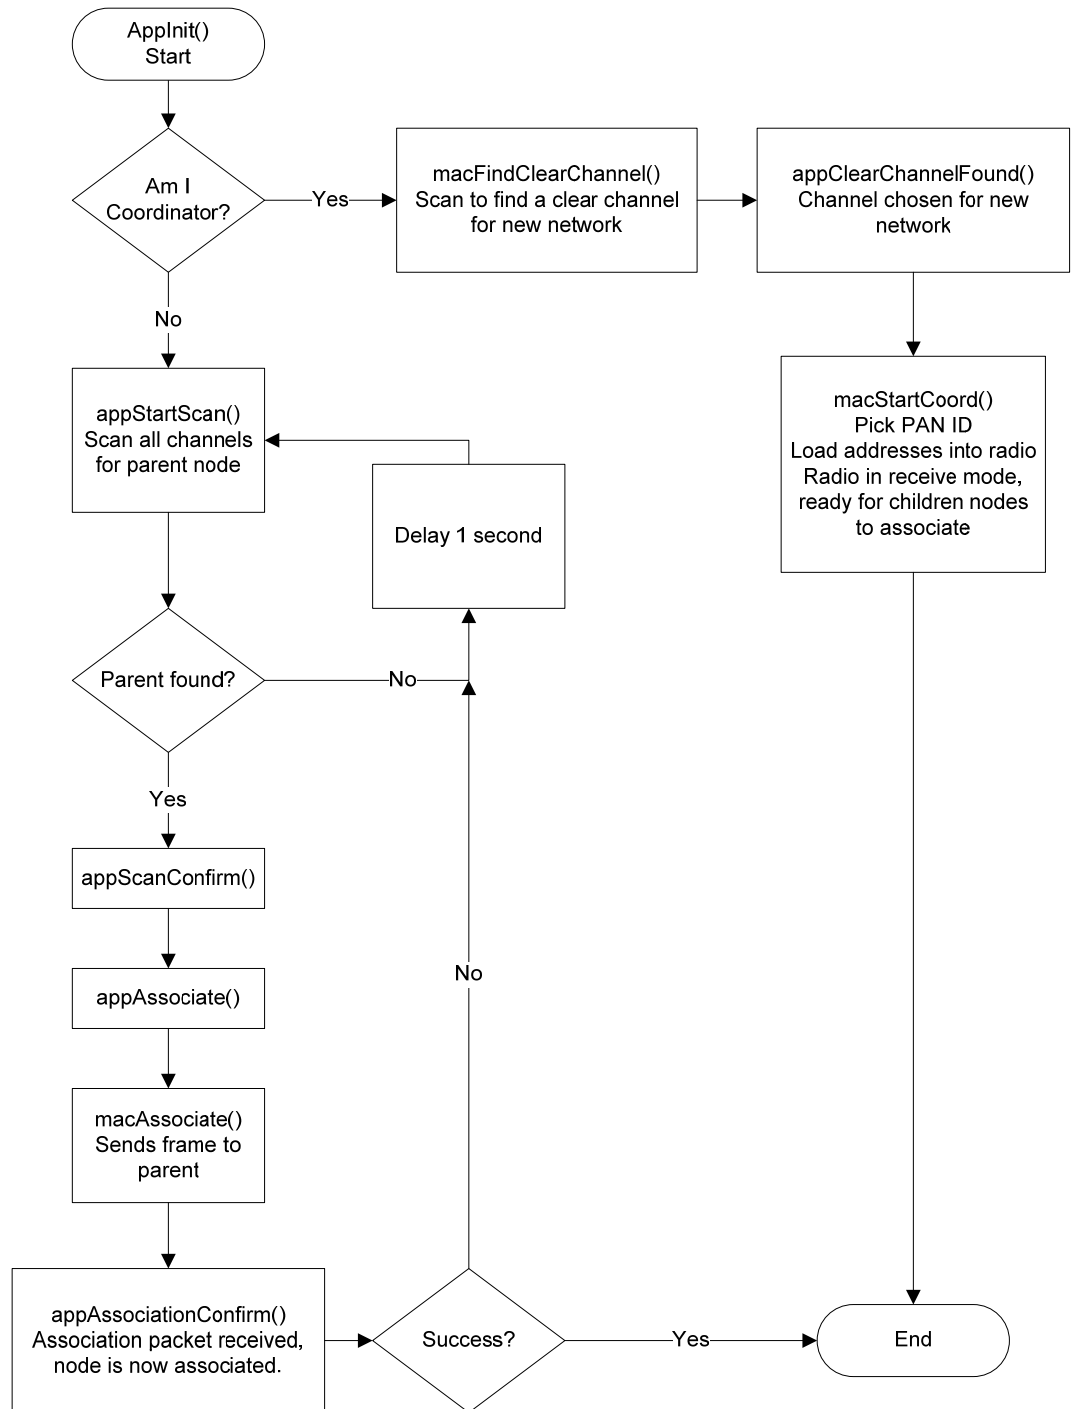 AppInit()
Start
Am I
Coordinator?
Yes
macFindClearChannel()
Scan to find a clear channel
for new network
appClearChannelFound()
Channel chosen for new
network
No
appStartScan()
Scan all channels
for parent node
macStartCoord()
Pick PAN ID
Load addresses into radio
Radio in receive mode,
ready for children nodes
to associate
Delay 1 second
Parent found?
No
Yes
appScanConfirm()
No
appAssociate()
macAssociate()
Sends frame to
parent
appAssociationConfirm()
Association packet received,
node is now associated.
Success?
Yes
End